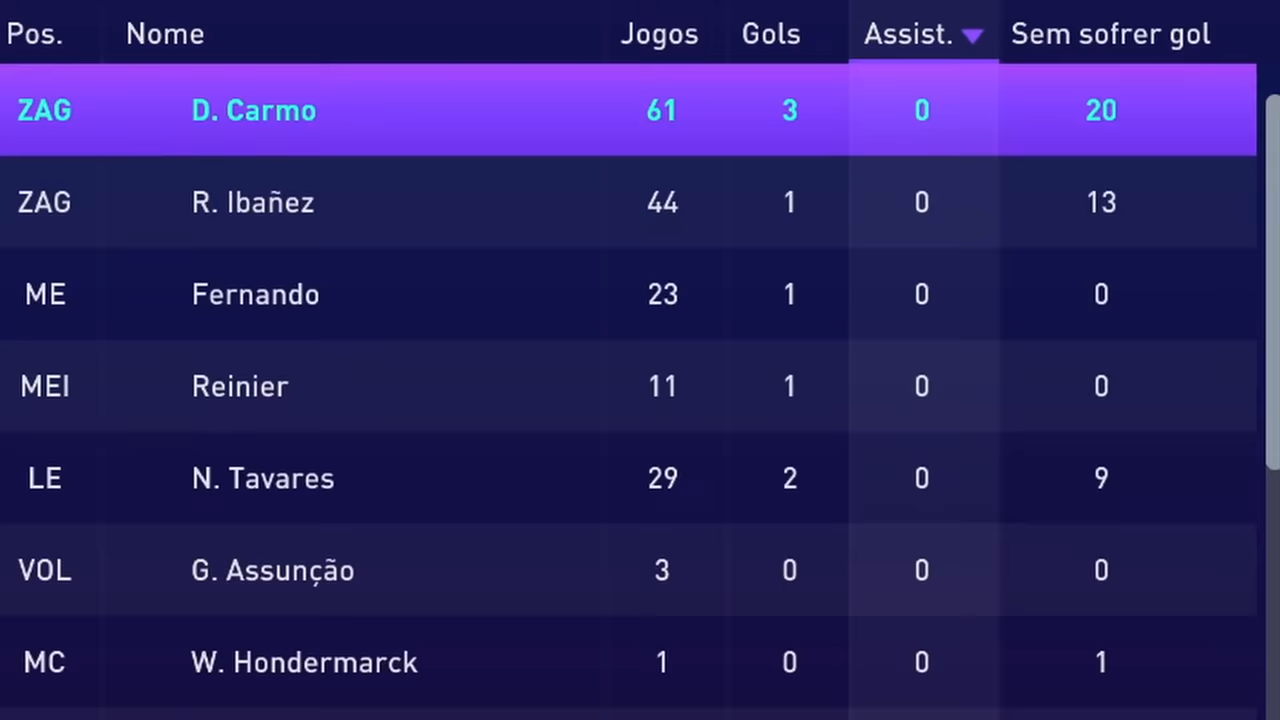 Pos. Nome Jogos Gols Assist. Sem sofrer gol
ZAG D. Carmo 61 3 0 20
ZAG R. Ibañez 44 1 0 13
ME Fernando 23 1 0 0
MEI Reinier 11 1 0 0
LE N. Tavares 29 2 0 9
VOL G. Assunção 3 0 0 0
MC W. Hondermarck 1 0 0 1